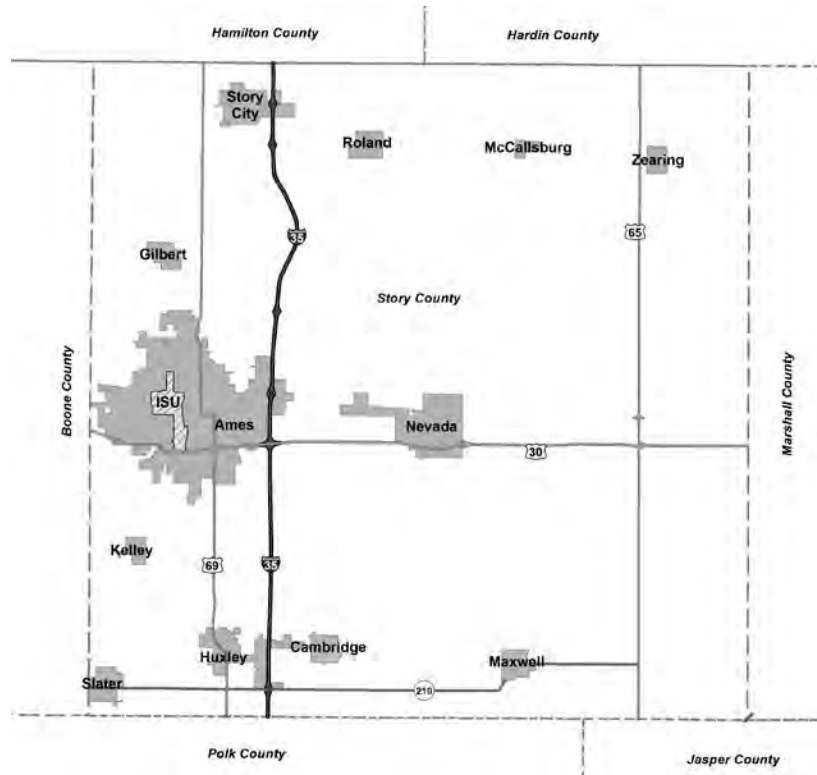 Hamilton County
Hardin County
Story
City
Roland
McCallsburg
Zearing
65
35
Gilbert
Story County
Boone County
Marshall County
ISU
Ames
Nevada
30
Kelley
69
35
Huxley
Cambridge
Maxwell
Slater
210
Polk County
Jasper County